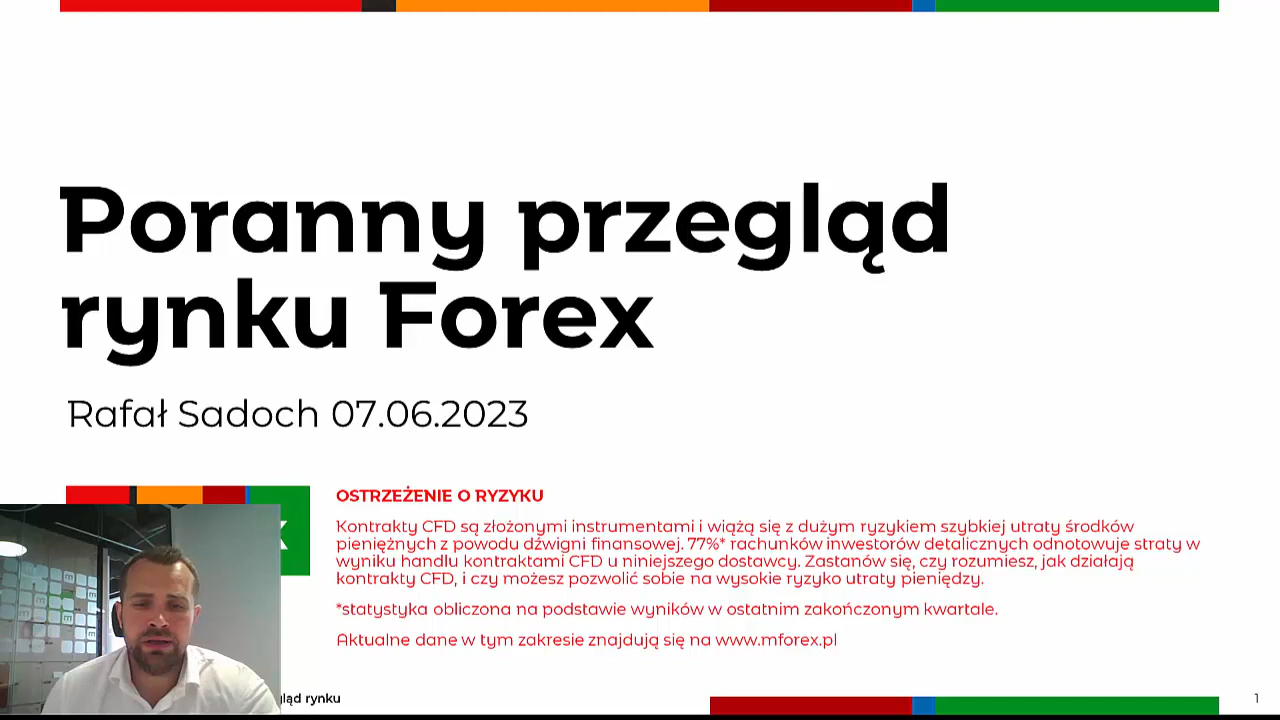 Poranny przegląd
rynku Forex
Rafał Sadoch 07.06.2023
OSTRZEŻENIE O RYZYKU
Kontrakty CFD są złożonymi instrumentami i wiążą się z dużym ryzykiem szybkiej utraty środków
pieniężnych z powodu dźwigni finansowej. 77%* rachunków inwestorów detalicznych odnotowuje straty w
wyniku handlu kontraktami CFD u niniejszego dostawcy. Zastanów się, czy rozumiesz, jak działają
kontrakty CFD, i czy możesz pozwolić sobie na wysokie ryzyko utraty pieniędzy.
*statystyka obliczona na podstawie wyników w ostatnim zakończonym kwartale.
Aktualne dane w tym zakresie znajdują się na www.mforex.pl
rynku
1